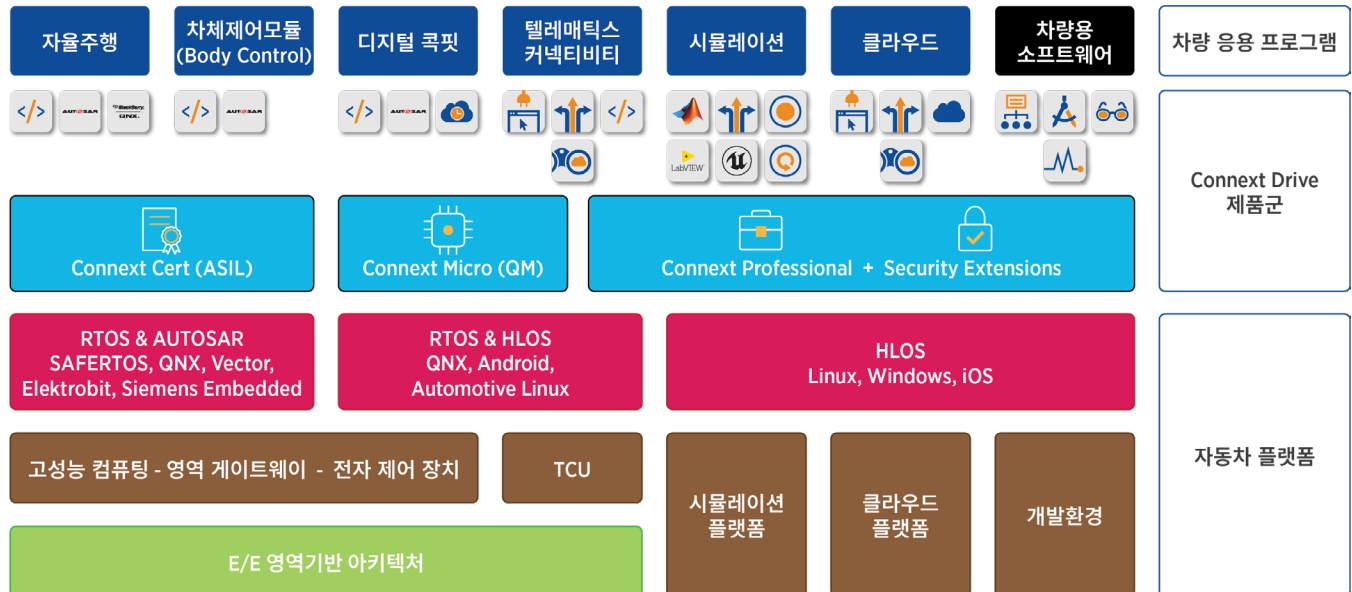 자율주행
차체제어모듈
(Body Control)
디지털 콕핏
텔레매틱스
커넥티비티
시뮬레이션
클라우드
차량용
소프트웨어
차량 응용 프로그램
</>
AUTOSAR
BlackBerry
QNX
</>
AUTOSAR
</>
AUTOSAR
</>
LabVIEW
Connext Drive
제품군
Connext Cert (ASIL)
Connext Micro (QM)
Connext Professional + Security Extensions
RTOS & AUTOSAR
SAFERTOS, QNX, Vector,
Elektrobit, Siemens Embedded
RTOS & HLOS
QNX, Android,
Automotive Linux
HLOS
Linux, Windows, iOS
고성능 컴퓨팅 - 영역 게이트웨이 - 전자 제어 장치
TCU
시뮬레이션
플랫폼
클라우드
플랫폼
개발환경
자동차 플랫폼
E/E 영역기반 아키텍처